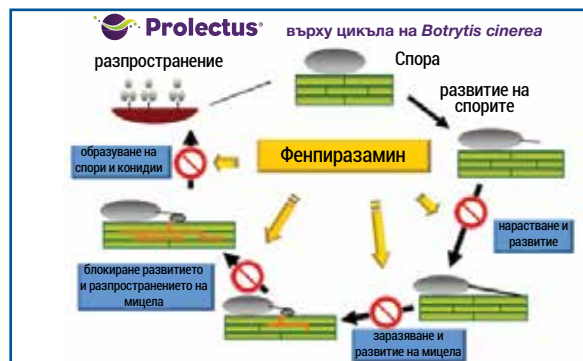 Prolectus® върху цикъла на Botrytis cinerea
разпространение
Спора
развитие на
спорите
образуване на
спори и конидии
Фенпиразамин
нарастване и
развитие
блокиране развитието
и разпространението на
мицела
заразяване и
развитие на мицела